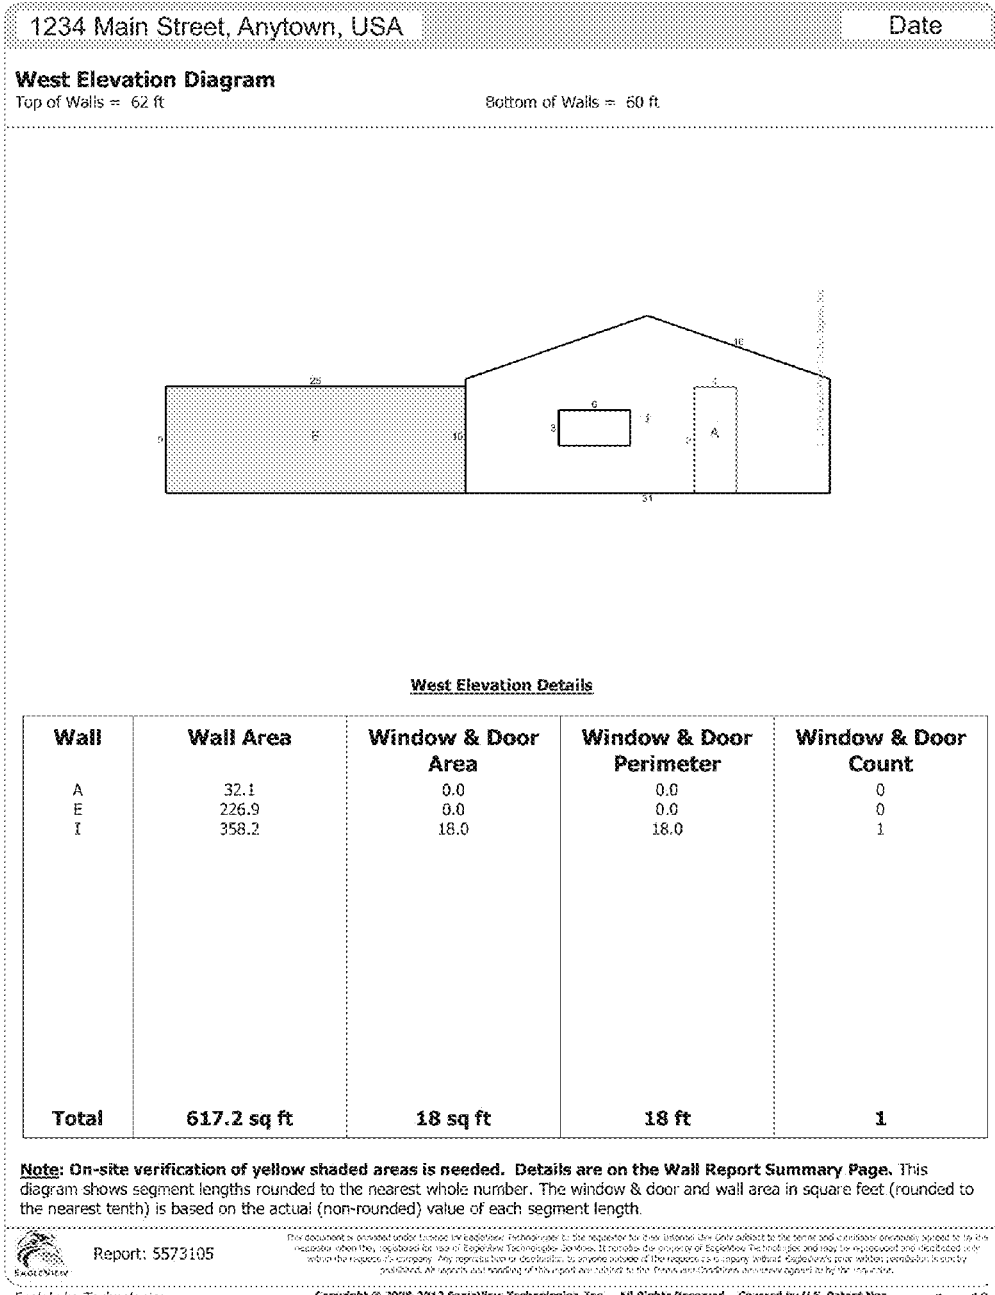 1234 Main Street, Anytown, USA
Date
West Elevation Diagram
Top of Walls = 62 ft
Bottom of Walls = 60 ft
16
25
4
6
3
I
A
9
E
10
31
West Elevation Details
Wall Wall Area Window & Door Area Window & Door Perimeter Window & Door Count
A 32.1 0.0 0.0 0
E 226.9 0.0 0.0 0
I 358.2 18.0 18.0 1
Total 617.2 sq ft 18 sq ft 18 ft 1
Note: On-site verification of yellow shaded areas is needed. Details are on the Wall Report Summary Page. This
diagram shows segment lengths rounded to the nearest whole number. The window & door and wall area in square feet (rounded to
the nearest tenth) is based on the actual (non-rounded) value of each segment length.
Report: 5573105
EAGLEVIEW